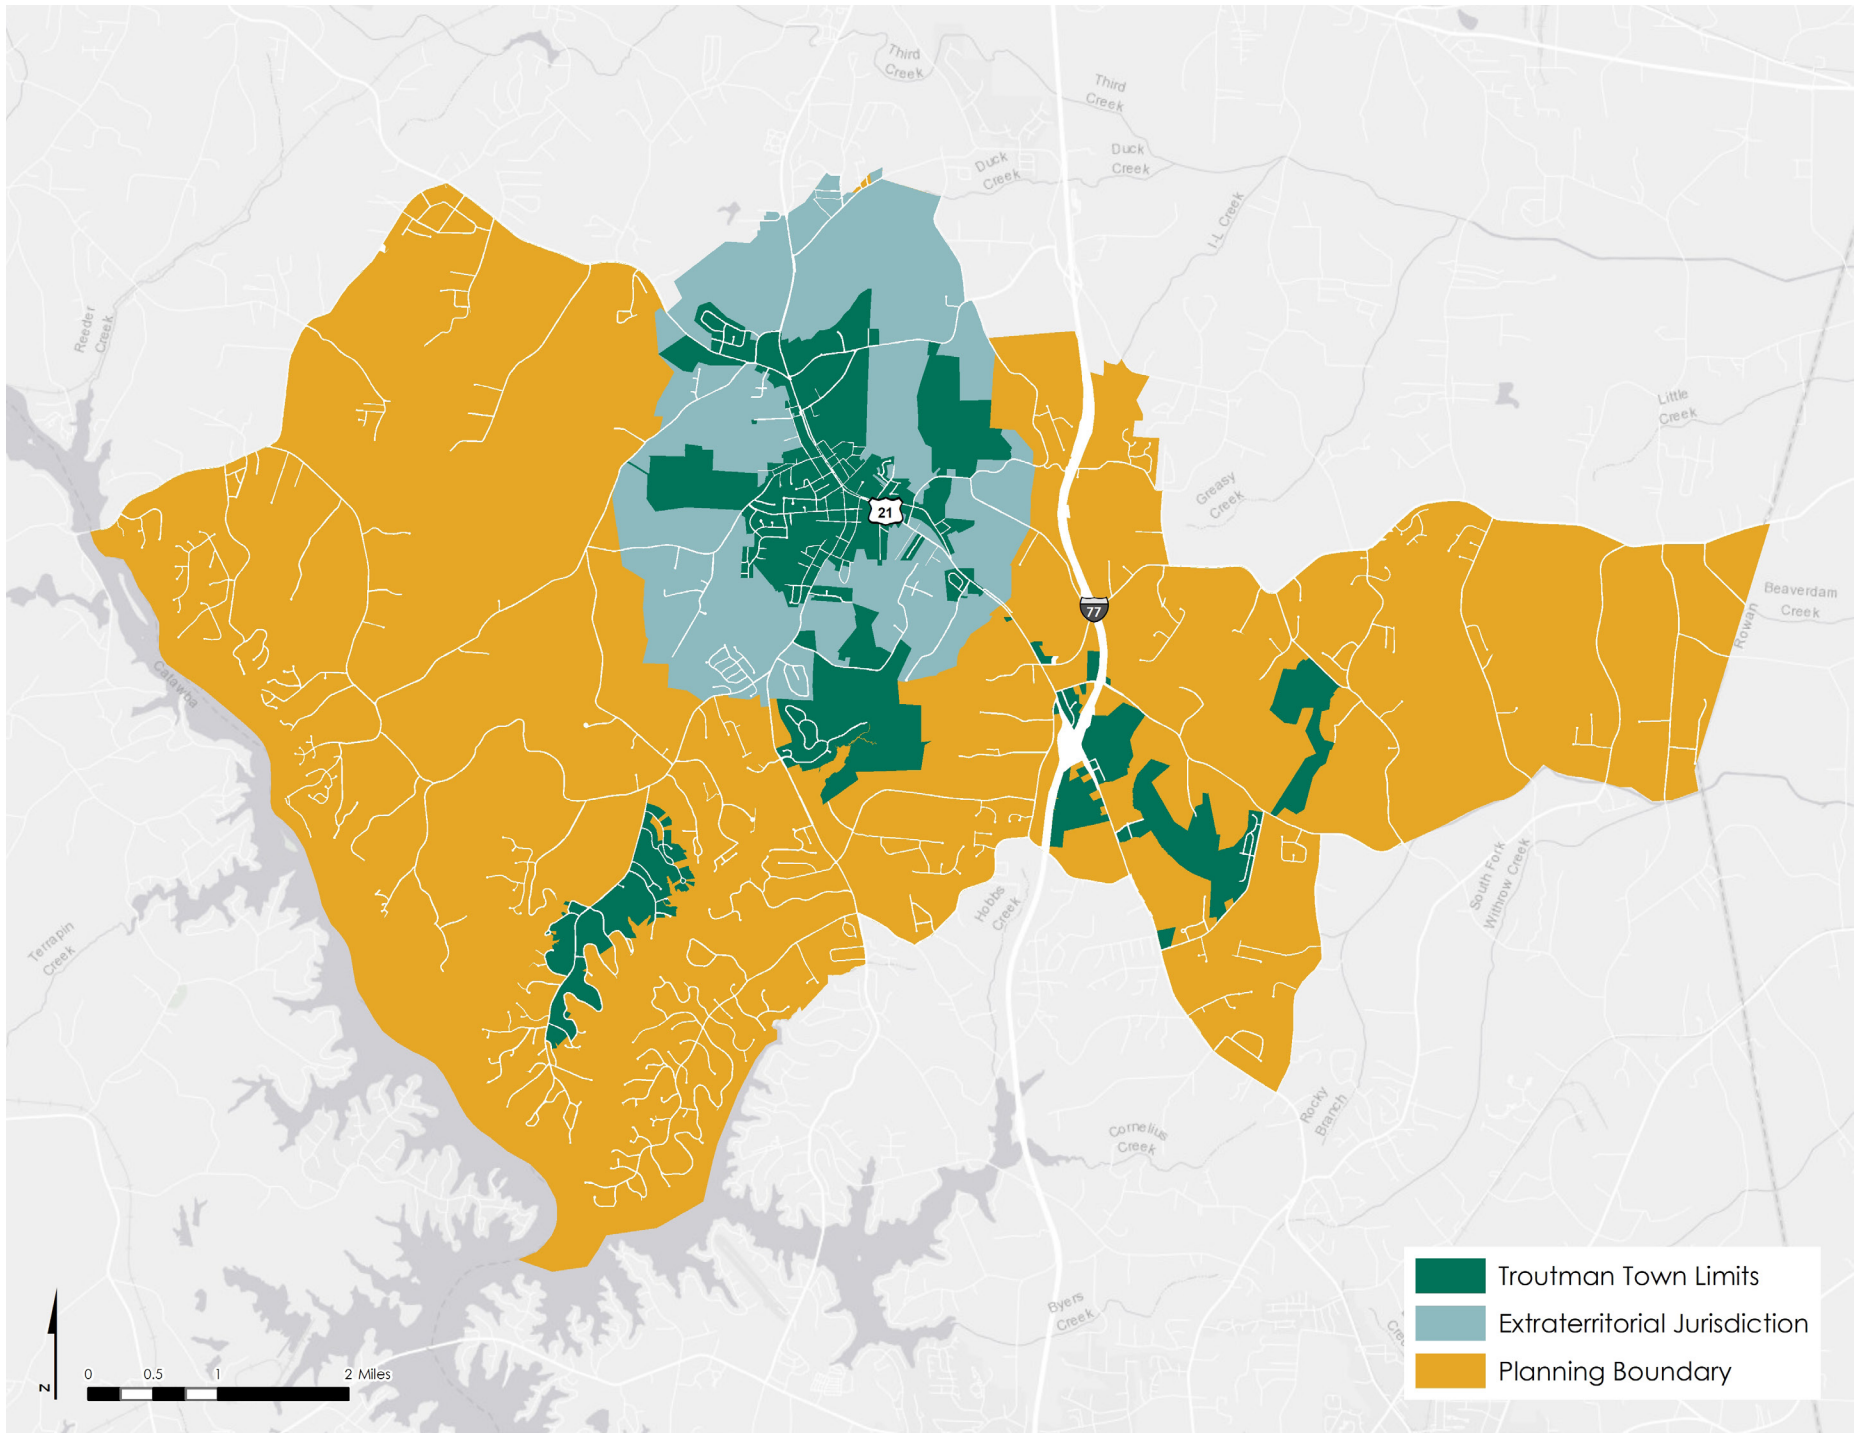 Third
Creek
Third
Creek
Duck
Creek
Duck
Creek
I-L Creek
Reeder
Creek
Little
Creek
Greasy
Creek
21
77
Beaverdam
Creek
Rowan
Catawba
South Fork
Withrow Creek
Hobbs
Creek
Terrapin
Creek
Rocky
Branch
Cornelius
Creek
Byers
Creek
Troutman Town Limits
Extraterritorial Jurisdiction
Planning Boundary
0 0.5 1 2 Miles
N